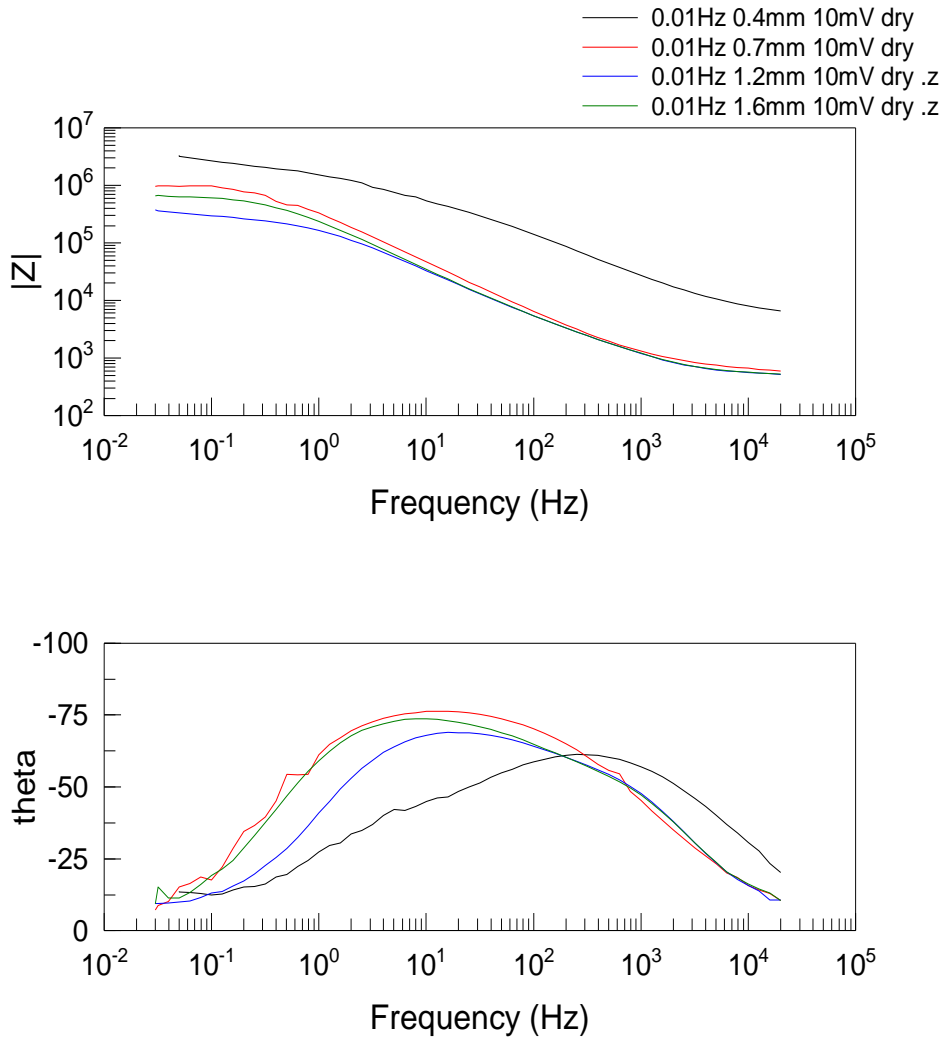 0.01Hz 0.4mm 10mV dry
0.01Hz 0.7mm 10mV dry
0.01Hz 1.2mm 10mV dry .z
0.01Hz 1.6mm 10mV dry .z
10^7
10^6
10^5
10^4
10^3
10^2
|Z|
10^-2 10^-1 10^0 10^1 10^2 10^3 10^4 10^5
Frequency (Hz)
-100
-75
-50
-25
0
theta
10^-2 10^-1 10^0 10^1 10^2 10^3 10^4 10^5
Frequency (Hz)